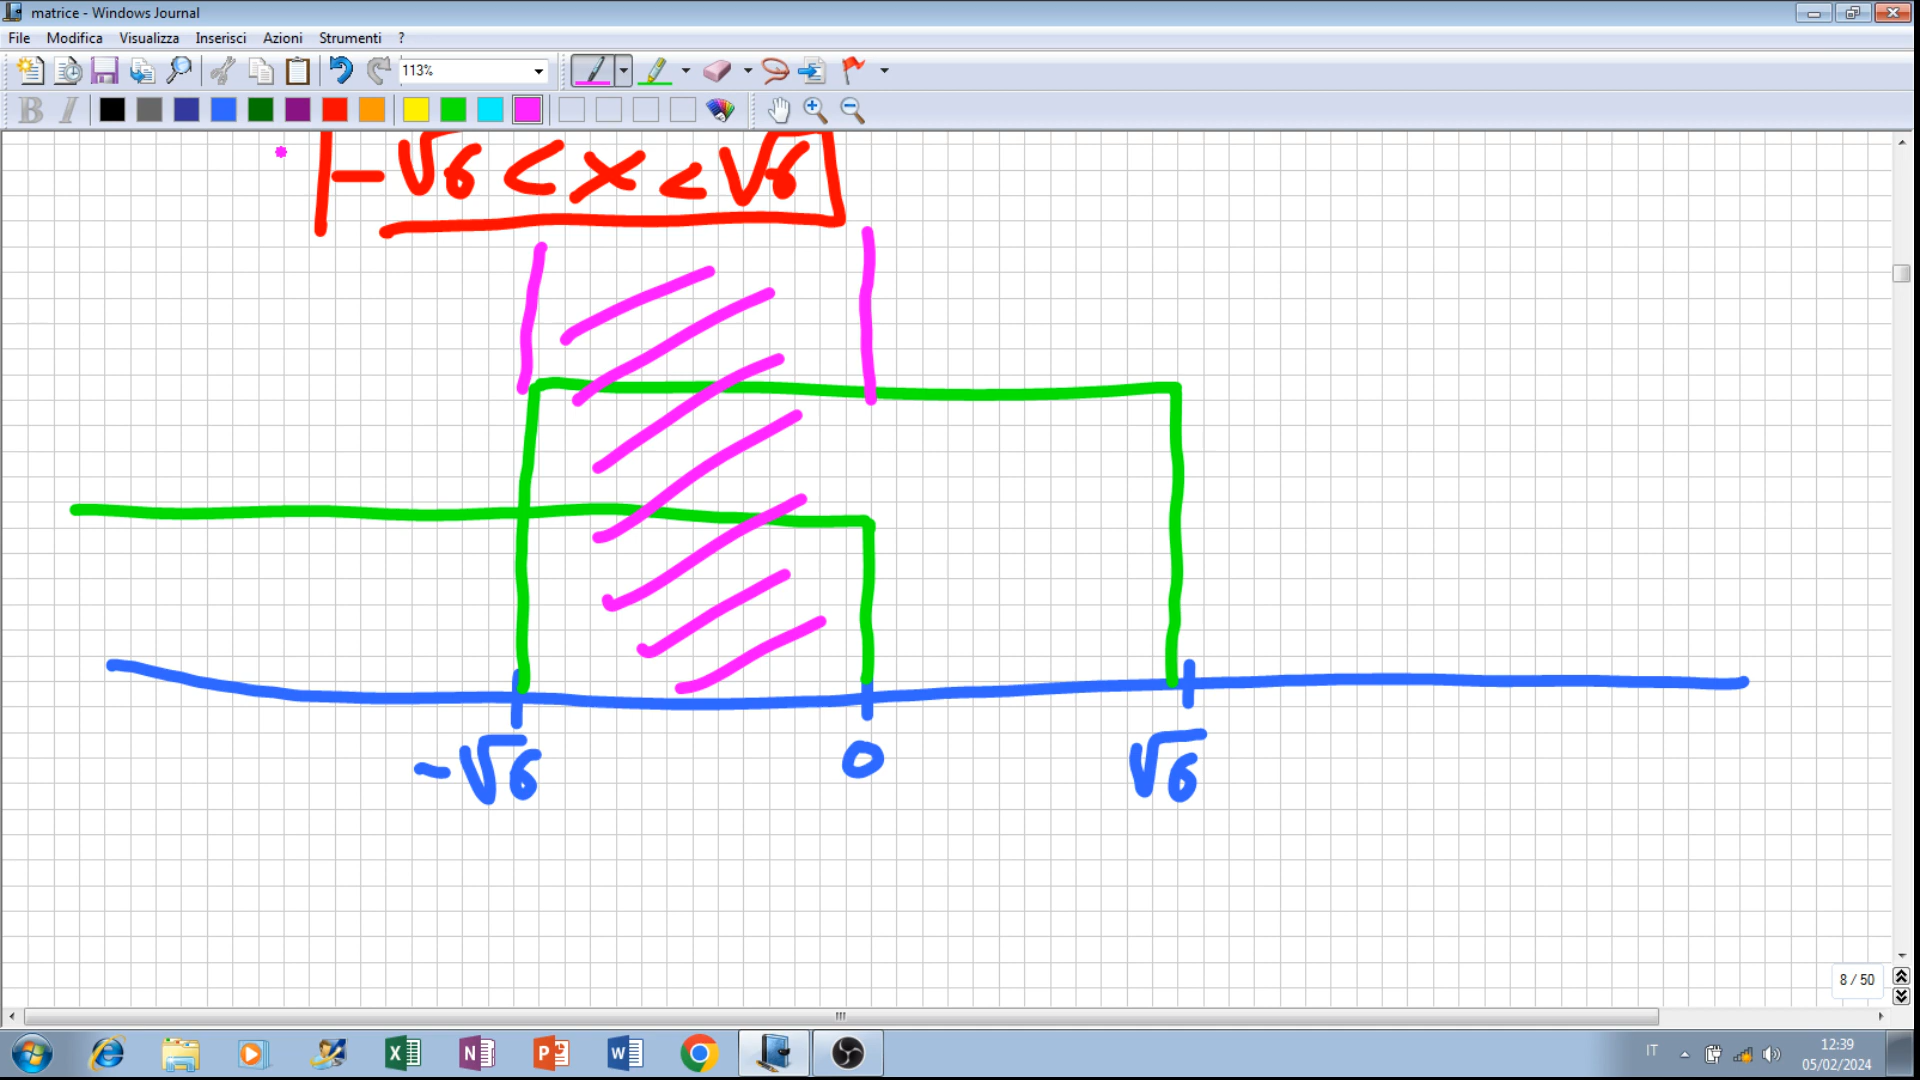 matrice - Windows Journal
File Modifica Visualizza Inserisci Azioni Strumenti ?
113%
B I
-√6 < x < √6
-√6 0 √6
8 / 50
IT
12:39
05/02/2024